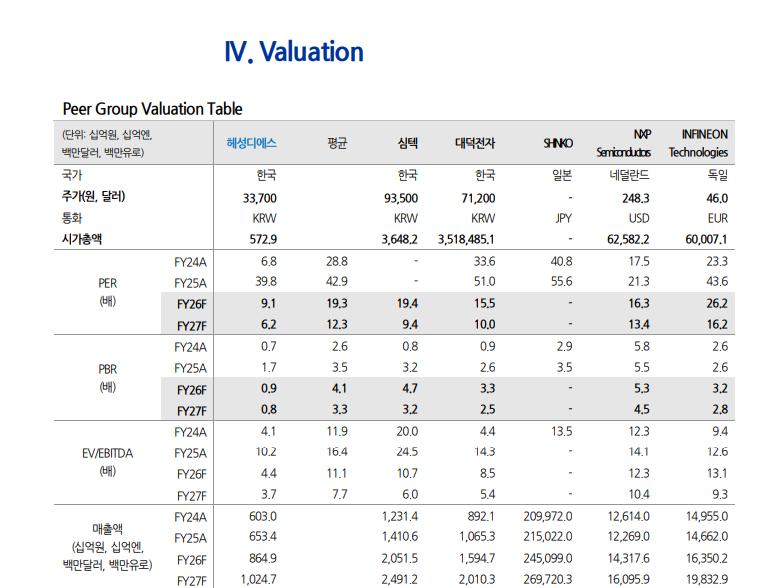 Ⅳ. Valuation
Peer Group Valuation Table
(단위: 십억원, 십억엔, 백만달러, 백만유로) 해성디에스 평균 심텍 대덕전자 SHINKO NXP Semiconductors INFINEON Technologies
국가 한국 한국 한국 일본 네덜란드 독일
주가(원, 달러) 33,700 93,500 71,200 - 248.3 46.0
통화 KRW KRW KRW JPY USD EUR
시가총액 572.9 3,648.2 3,518,485.1 - 62,582.2 60,007.1
PER (배) FY24A 6.8 28.8 - 33.6 40.8 17.5 23.3
FY25A 39.8 42.9 - 51.0 55.6 21.3 43.6
FY26F 9.1 19.3 19.4 15.5 - 16.3 26.2
FY27F 6.2 12.3 9.4 10.0 - 13.4 16.2
PBR (배) FY24A 0.7 2.6 0.8 0.9 2.9 5.8 2.6
FY25A 1.7 3.5 3.2 2.6 3.5 5.5 2.6
FY26F 0.9 4.1 4.7 3.3 - 5.3 3.2
FY27F 0.8 3.3 3.2 2.5 - 4.5 2.8
EV/EBITDA (배) FY24A 4.1 11.9 20.0 4.4 13.5 12.3 9.4
FY25A 10.2 16.4 24.5 14.3 - 14.1 12.6
FY26F 4.4 11.1 10.7 8.5 - 12.3 13.1
FY27F 3.7 7.7 6.0 5.4 - 10.4 9.3
매출액 (십억원, 십억엔, 백만달러, 백만유로) FY24A 603.0 1,231.4 892.1 209,972.0 12,614.0 14,955.0
FY25A 653.4 1,410.6 1,065.3 215,022.0 12,269.0 14,662.0
FY26F 864.9 2,051.5 1,594.7 245,099.0 14,317.6 16,350.2
FY27F 1,024.7 2,491.2 2,010.3 269,720.3 16,095.9 19,832.9